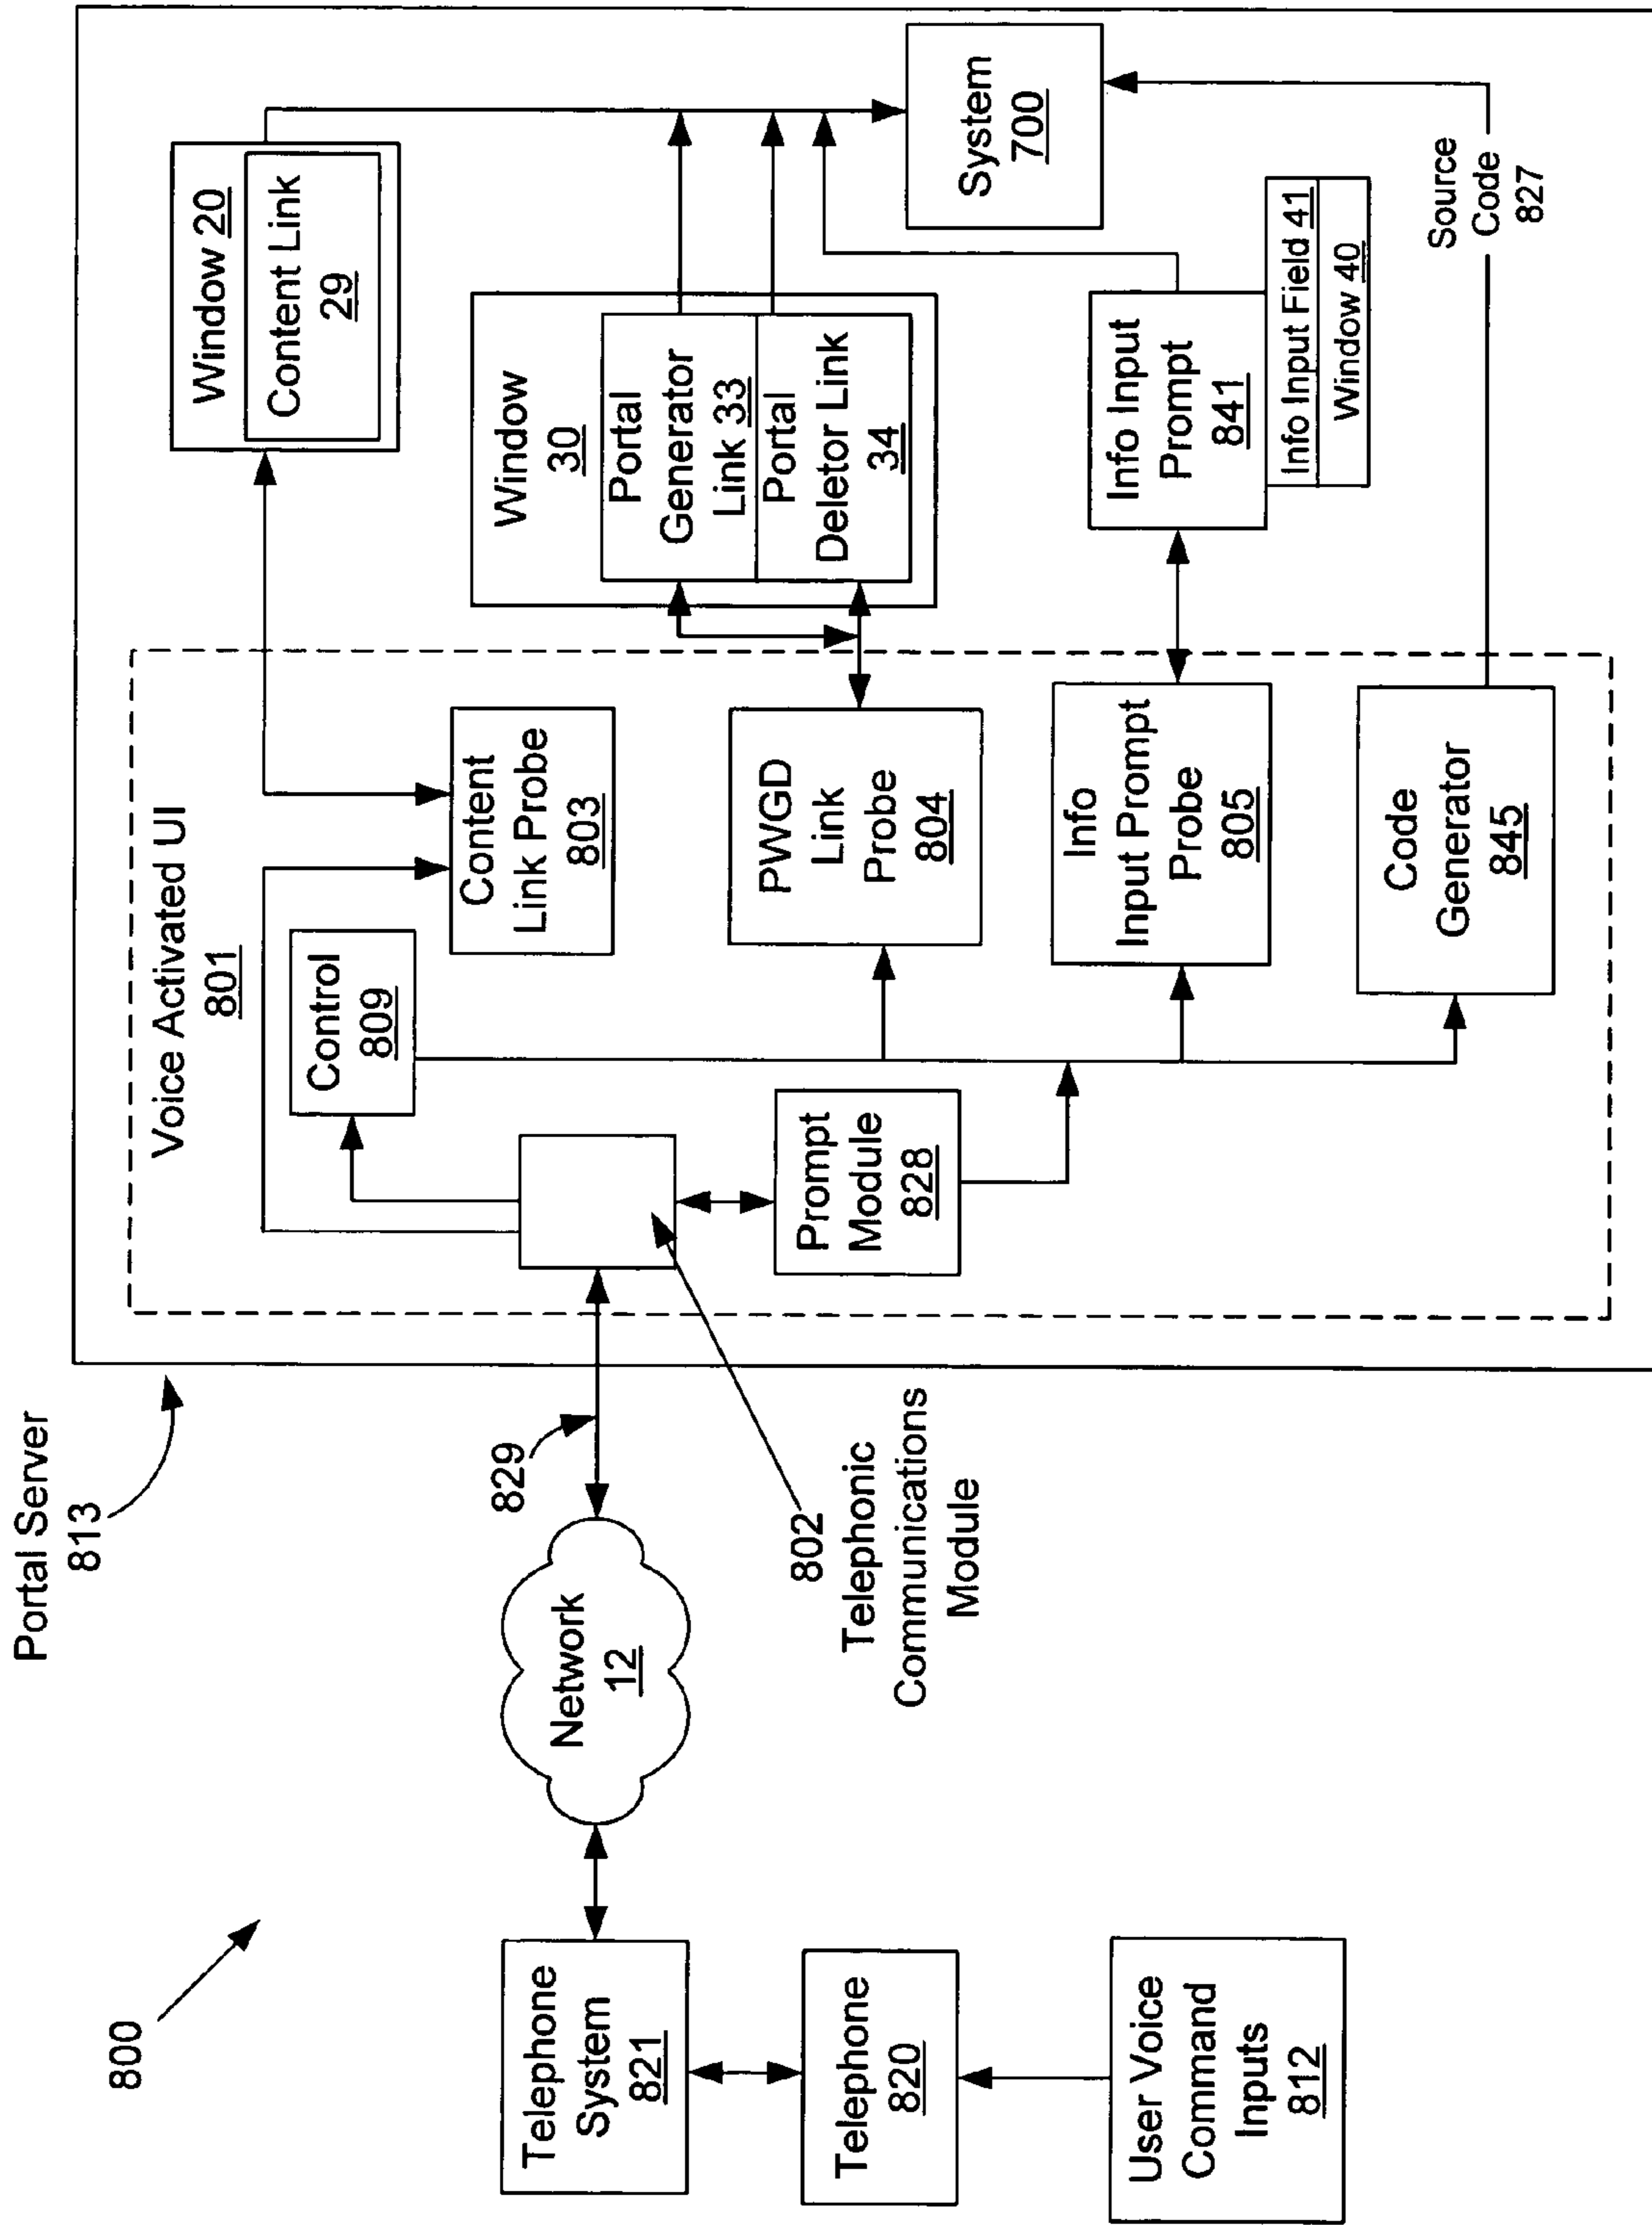 800
Portal Server
813
Telephone
System
821
Telephone
820
User Voice
Command
Inputs
812
Network
12
829
802
Telephonic
Communications
Module
Voice Activated UI
801
Control
809
Prompt
Module
828
Content
Link Probe
803
PWGD
Link
Probe
804
Info
Input Prompt
Probe
805
Code
Generator
845
Window 20
Content Link
29
Window
30
Portal
Generator
Link 33
Portal
Deletor Link
34
Info Input
Prompt
841
Info Input Field 41
Window 40
System
700
Source
Code
827